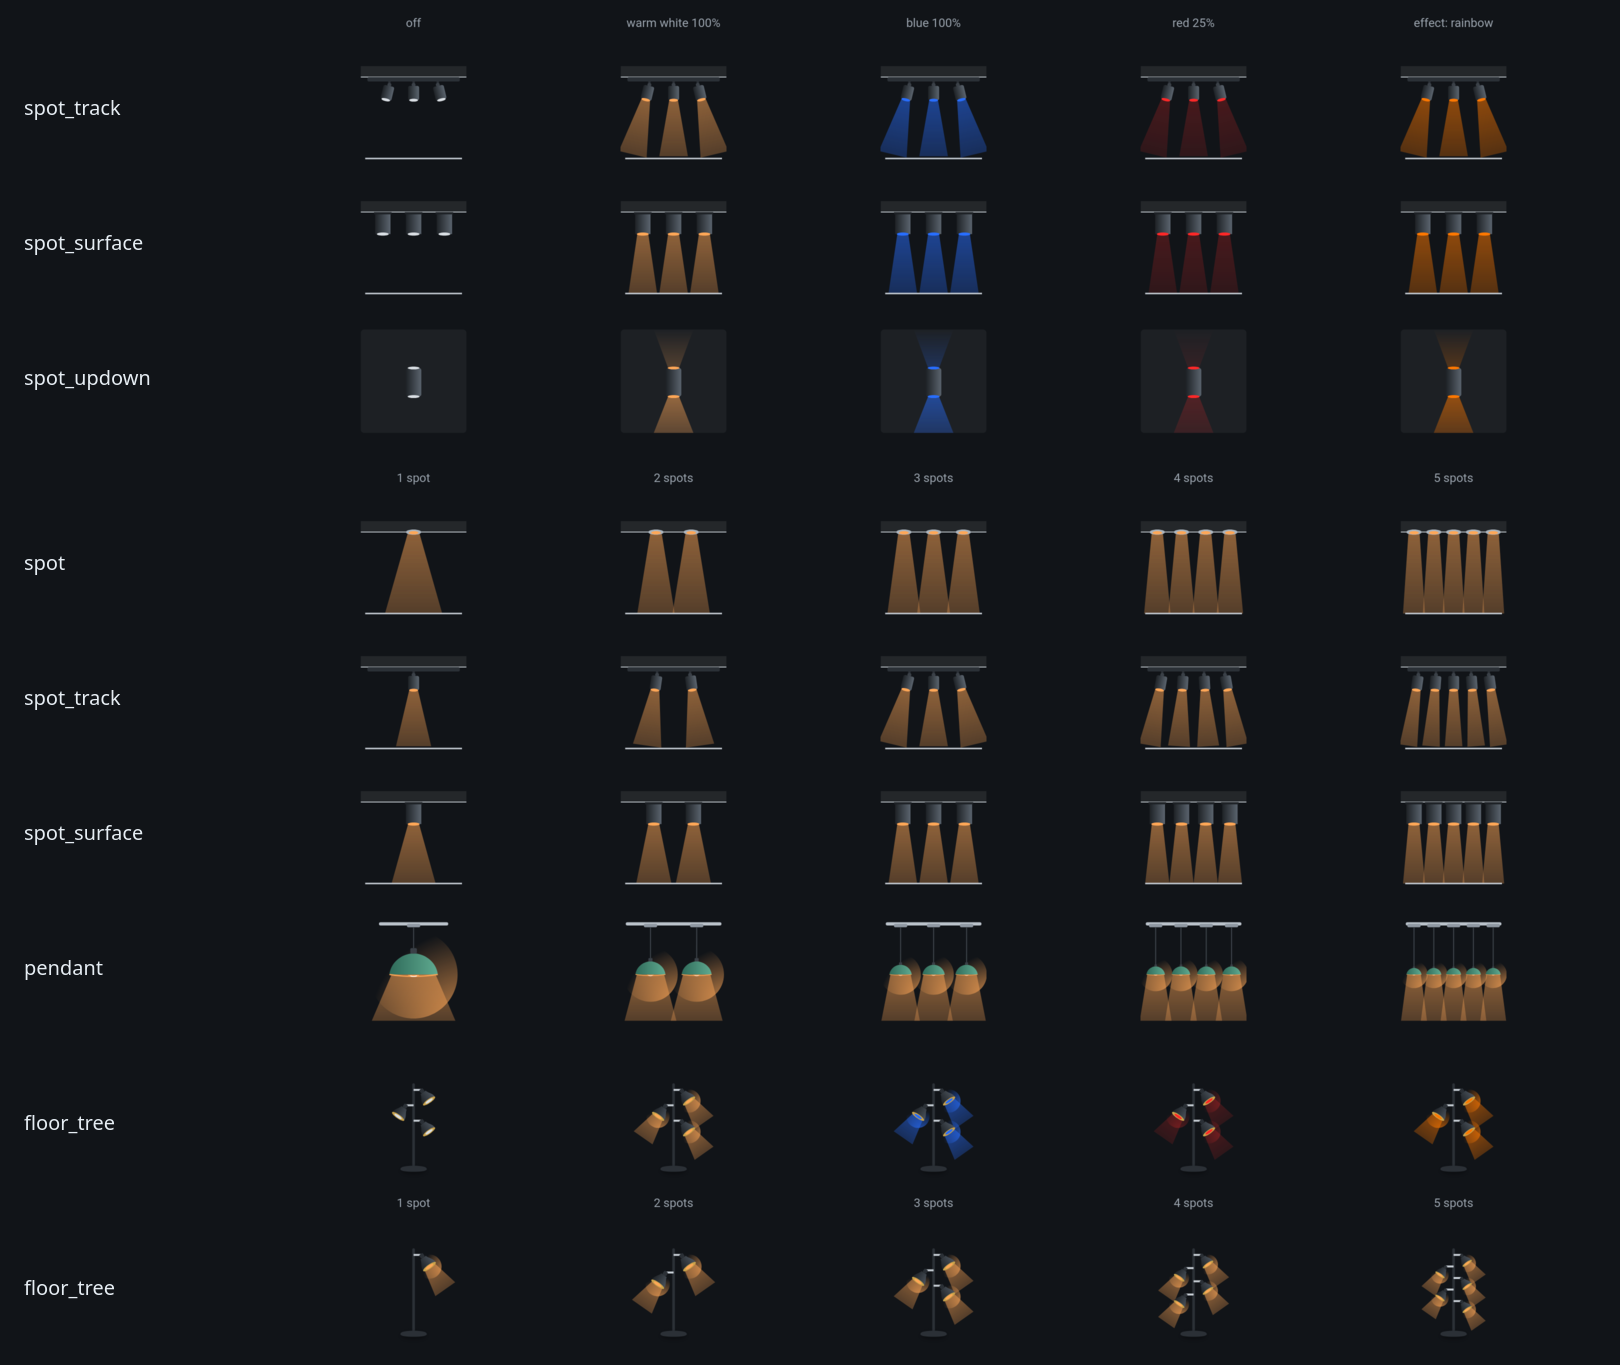 off warm white 100% blue 100% red 25% effect: rainbow
spot_track
spot_surface
spot_updown
1 spot 2 spots 3 spots 4 spots 5 spots
spot
spot_track
spot_surface
pendant
floor_tree
1 spot 2 spots 3 spots 4 spots 5 spots
floor_tree